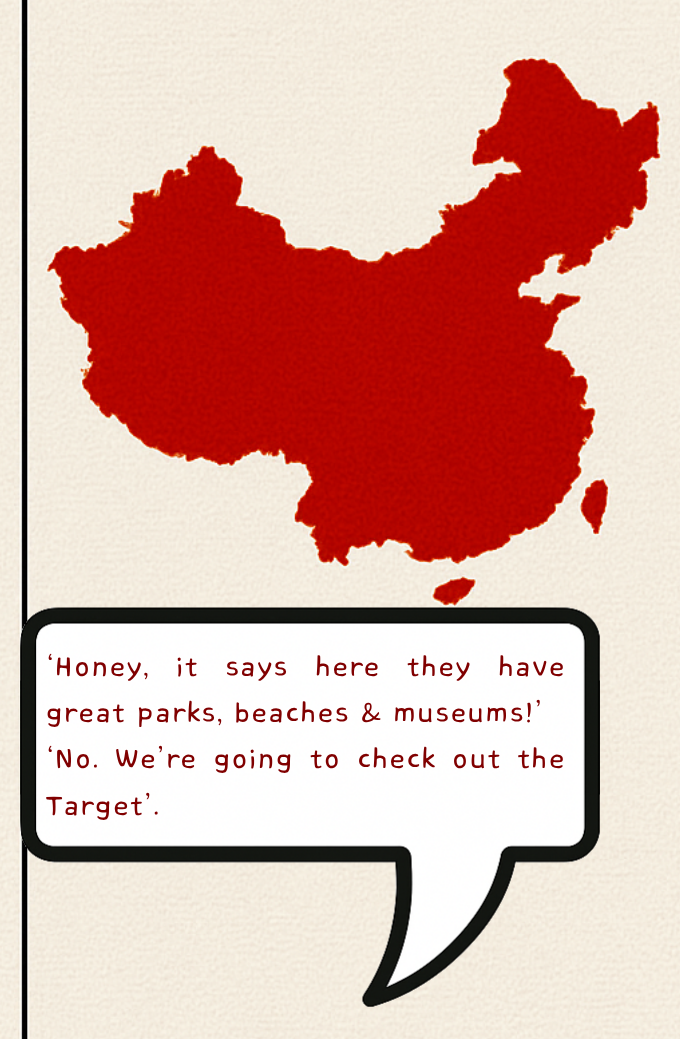 ‘Honey, it says here they have
great parks, beaches & museums!’
‘No. We’re going to check out the
Target’.